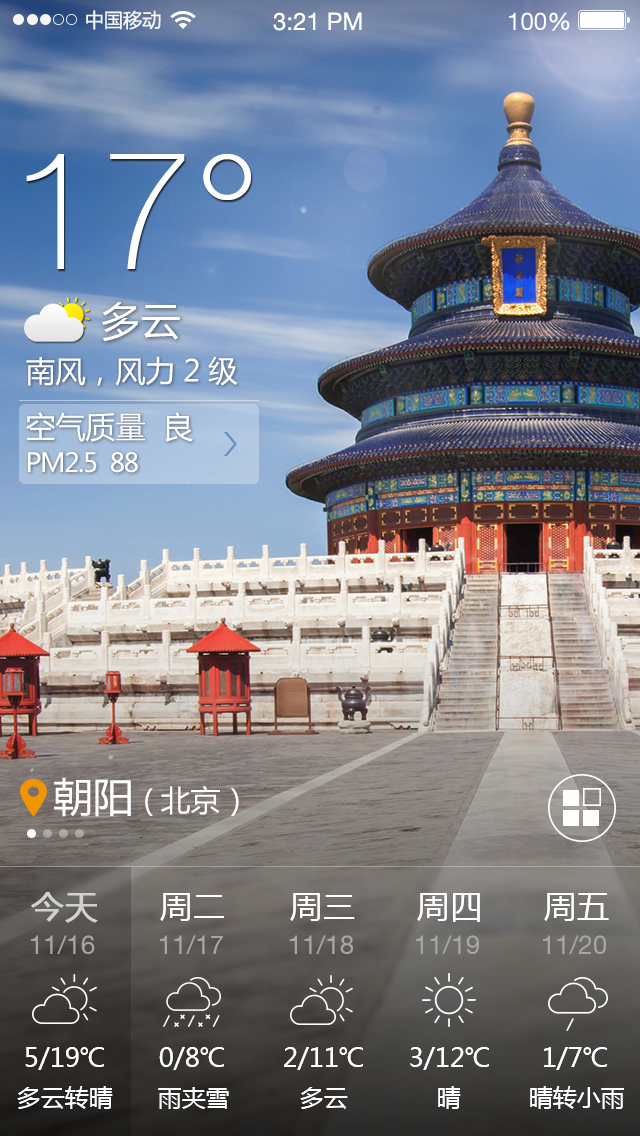 中国移动 3:21 PM 100%
17°
多云
南风，风力 2 级
空气质量 良
PM2.5 88
朝阳（北京）
今天 周二 周三 周四 周五
11/16 11/17 11/18 11/19 11/20
5/19℃ 0/8℃ 2/11℃ 3/12℃ 1/7℃
多云转晴 雨夹雪 多云 晴 晴转小雨